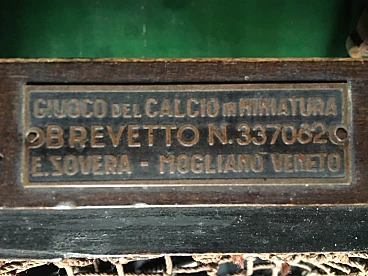 GIUOCO DEL CALCIO IN MINIATURA
BREVETTO N. 337062
E. SOVERA - MOGLIANO VENETO